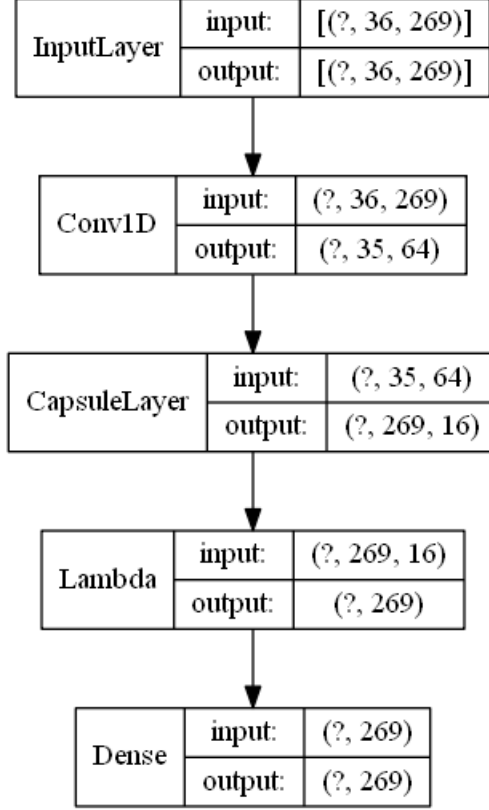 InputLayer
input: [(?, 36, 269)]
output: [(?, 36, 269)]
Conv1D
input: (?, 36, 269)
output: (?, 35, 64)
CapsuleLayer
input: (?, 35, 64)
output: (?, 269, 16)
Lambda
input: (?, 269, 16)
output: (?, 269)
Dense
input: (?, 269)
output: (?, 269)